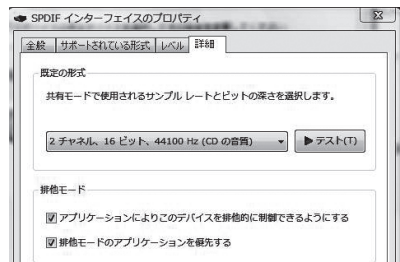 SPDIF インターフェイスのプロパティ
全般 サポートされている形式 レベル 詳細
既定の形式
共有モードで使用されるサンプル レートとビットの深さを選択します。
2 チャネル、16 ビット、44100 Hz (CD の音質) テスト(T)
排他モード
アプリケーションによりこのデバイスを排他的に制御できるようにする
排他モードのアプリケーションを優先する